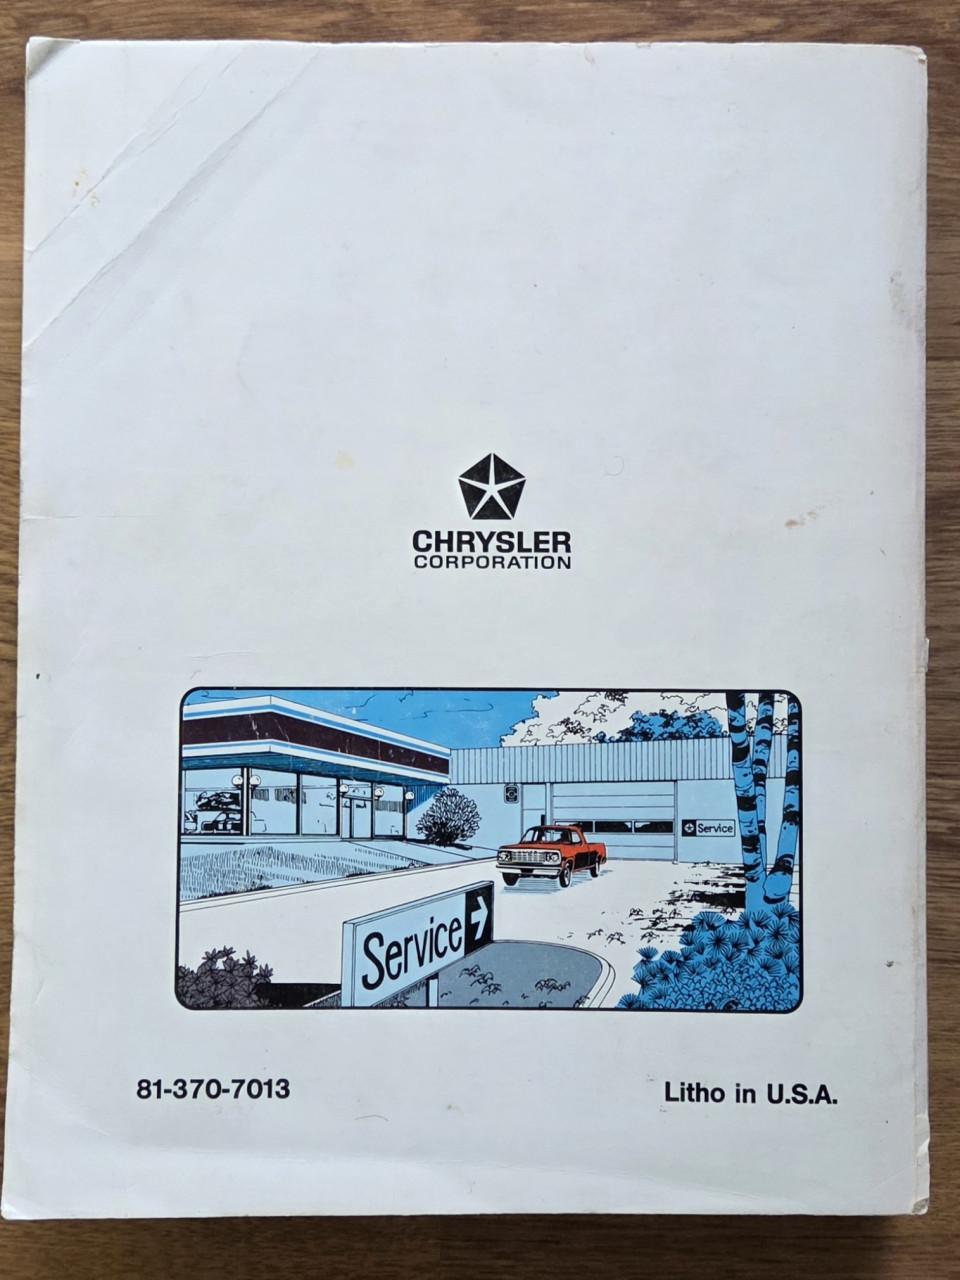 CHRYSLER
CORPORATION
Service
Service
81-370-7013
Litho in U.S.A.